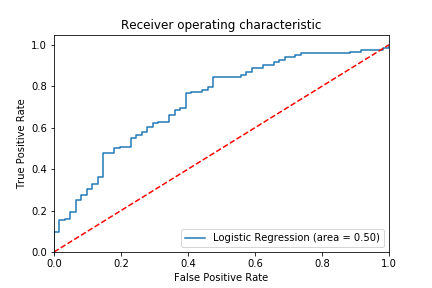 Receiver operating characteristic
1.0
0.8
0.6
0.4
0.2
0.0
True Positive Rate
Logistic Regression (area = 0.50)
0.0 0.2 0.4 0.6 0.8 1.0
False Positive Rate